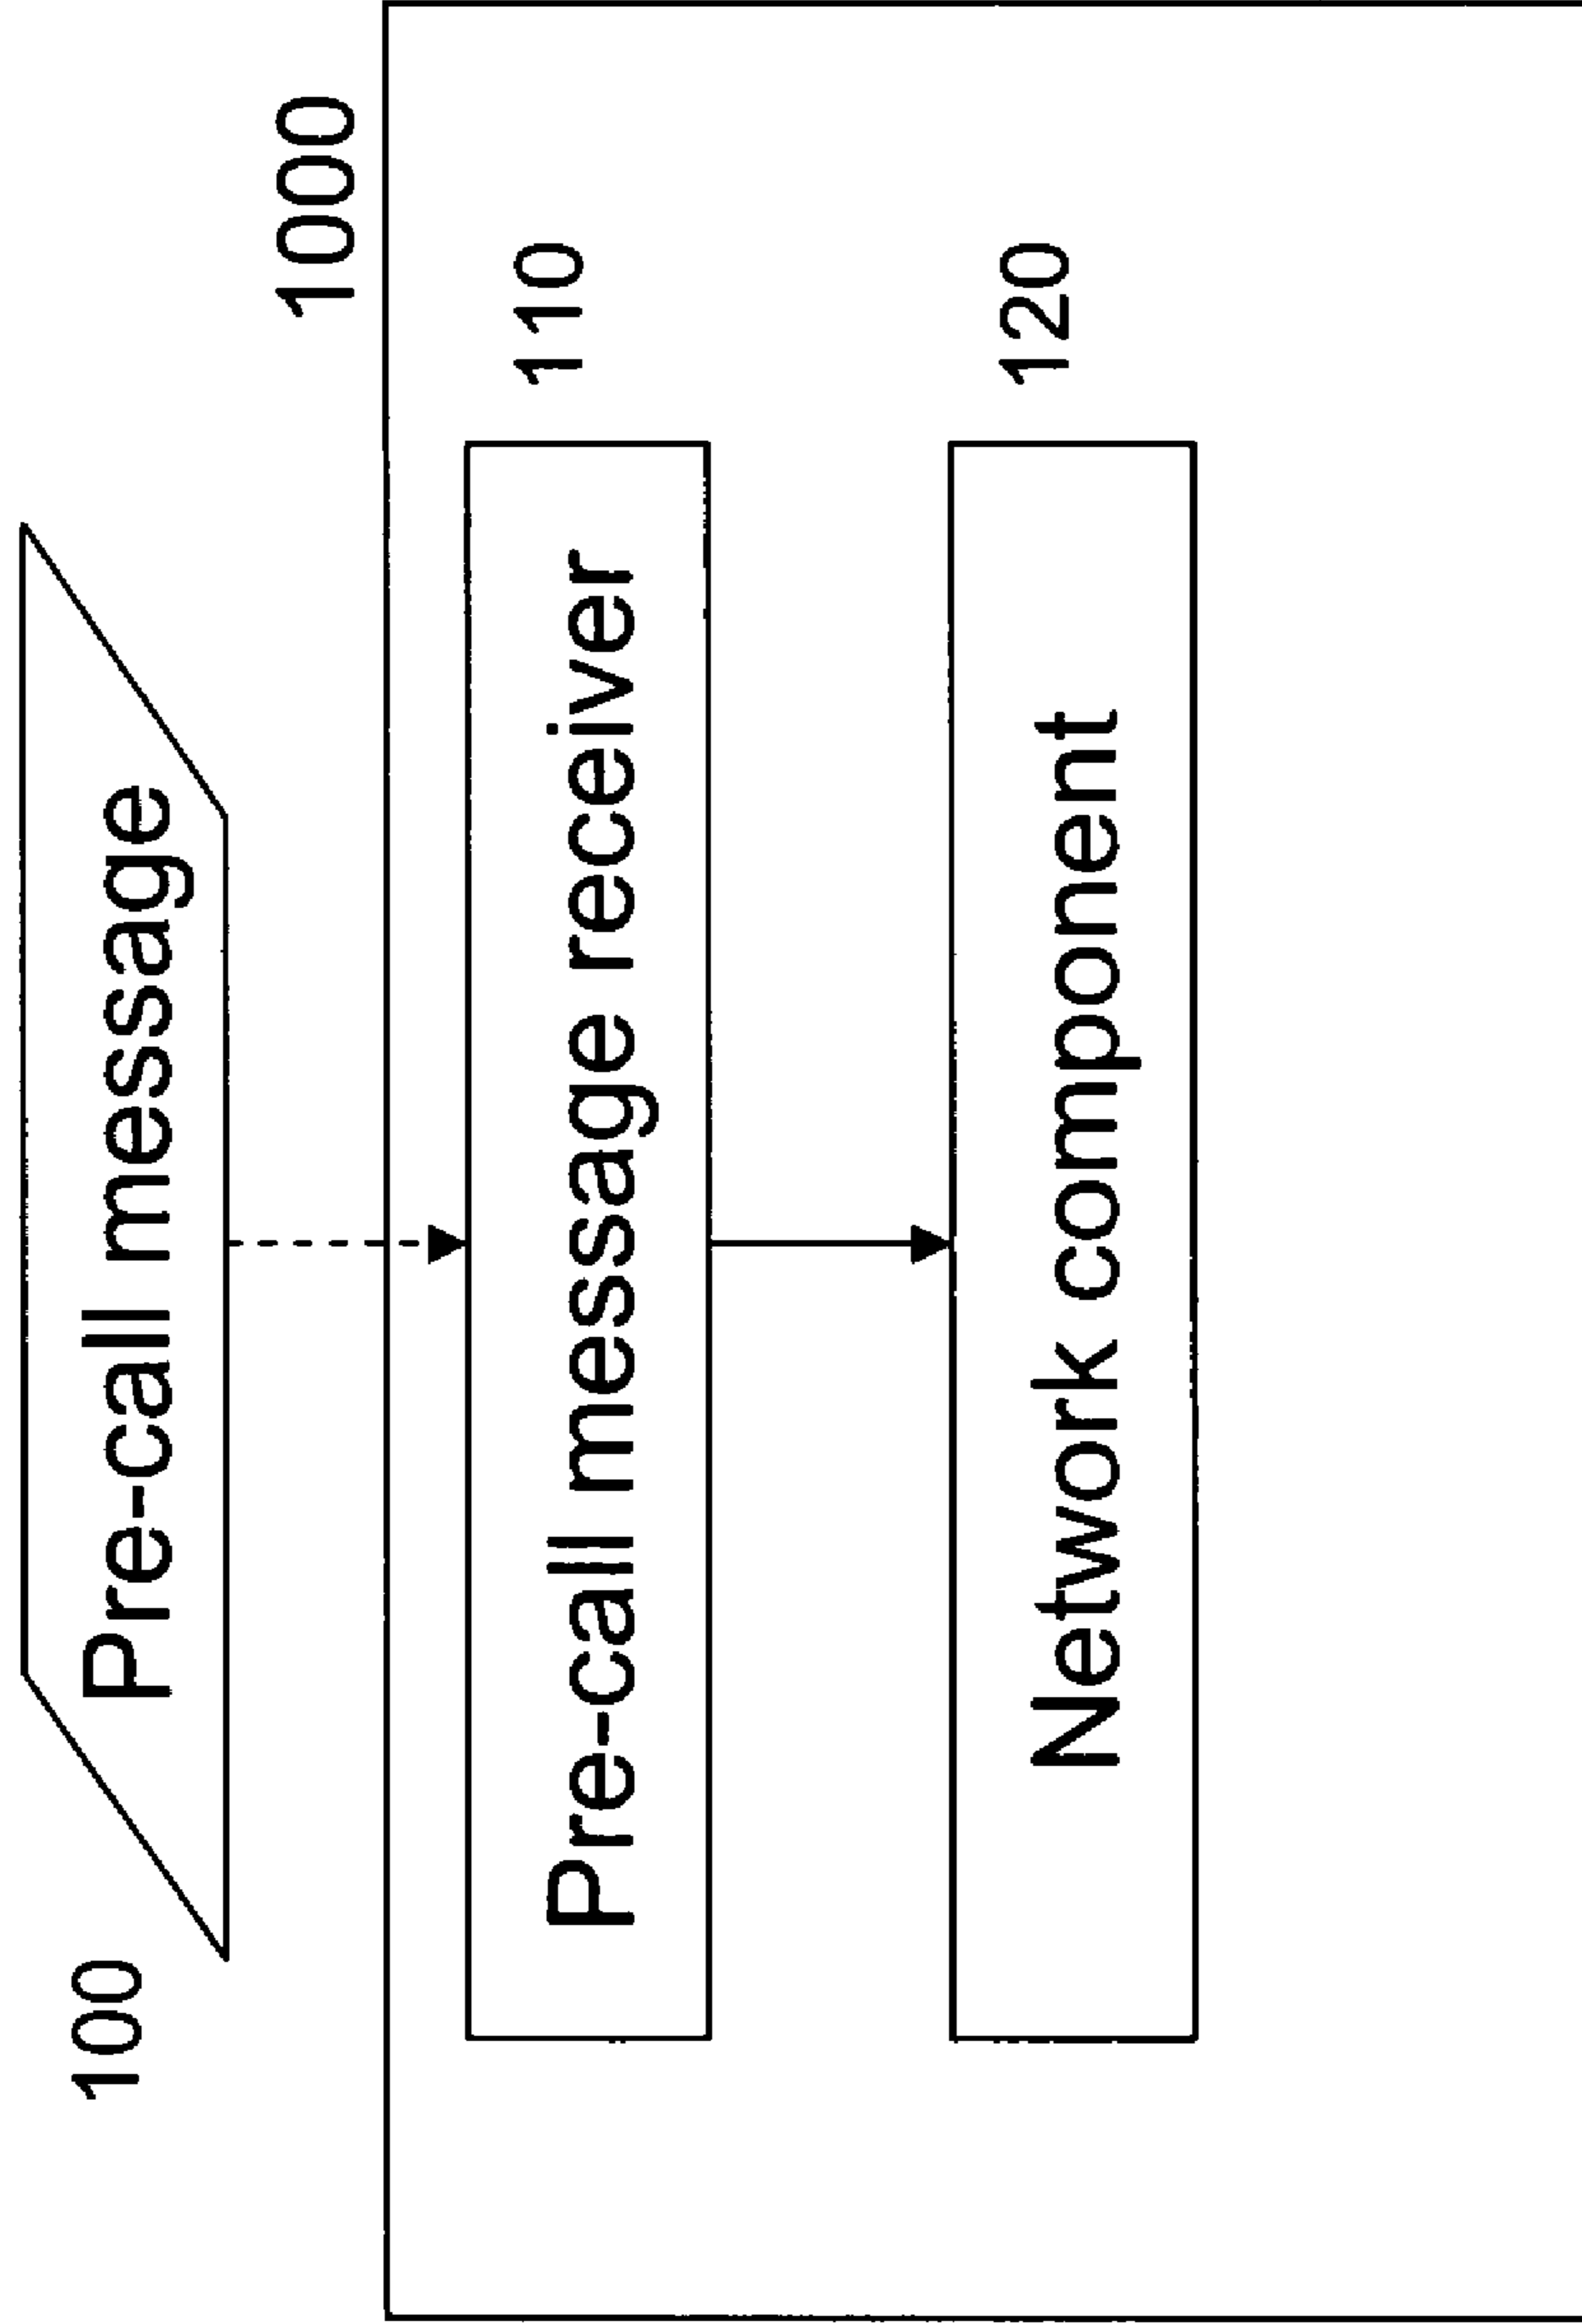 100
Pre-call message
1000
Pre-call message receiver
110
Network component
120